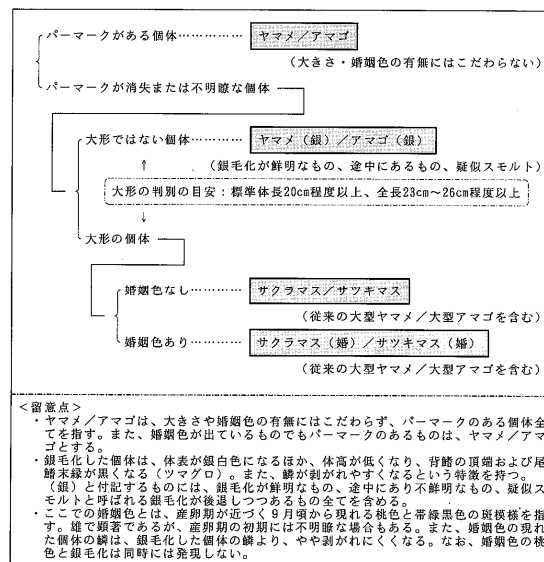 パーマークがある個体…………… ヤマメ／アマゴ
（大きさ・婚姻色の有無にはこだわらない）
パーマークが消失または不明瞭な個体
大形ではない個体………… ヤマメ（銀）／アマゴ（銀）
（銀毛化が鮮明なもの、途中にあるもの、疑似スモルト）
↑
大形の判別の目安：標準体長20cm程度以上、全長23cm～26cm程度以上
↓
大形の個体
婚姻色なし………… サクラマス／サツキマス
（従来の大型ヤマメ／大型アマゴを含む）
婚姻色あり………… サクラマス（婚）／サツキマス（婚）
（従来の大型ヤマメ／大型アマゴを含む）
＜留意点＞
・ヤマメ／アマゴは、大きさや婚姻色の有無にはこだわらず、パーマークのある個体全
てを指す。また、婚姻色が出ているものでもパーマークのあるものは、ヤマメ／アマ
ゴとする。
・銀毛化した個体は、体表が銀白色になるほか、体高が低くなり、背鰭の頂端および尾
鰭末縁が黒くなる（ツマグロ）。また、鱗が剥がれやすくなるという特徴を持つ。
（銀）と付記するものには、銀毛化が鮮明なもの、途中にあり不鮮明なもの、疑似ス
モルトと呼ばれる銀毛化が後退しつつあるもの全てを含める。
・ここでの婚姻色とは、産卵期が近づく９月頃から現れる桃色と帯緑黒色の斑模様を指
す。雄で顕著であるが、産卵期の初期には不明瞭な場合もある。また、婚姻色の現れ
た個体の鱗は、銀毛化した個体の鱗より、やや剥がれにくくなる。なお、婚姻色の桃
色と銀毛化は同時には発現しない。